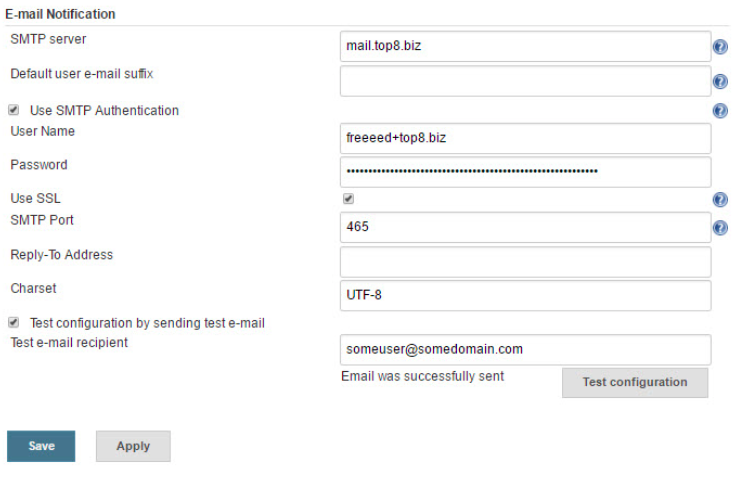 E-mail Notification
SMTP server
mail.top8.biz
Default user e-mail suffix
Use SMTP Authentication
User Name
freeeed+top8.biz
Password
Use SSL
SMTP Port
465
Reply-To Address
Charset
UTF-8
Test configuration by sending test e-mail
Test e-mail recipient
someuser@somedomain.com
Email was successfully sent
Test configuration
Save
Apply